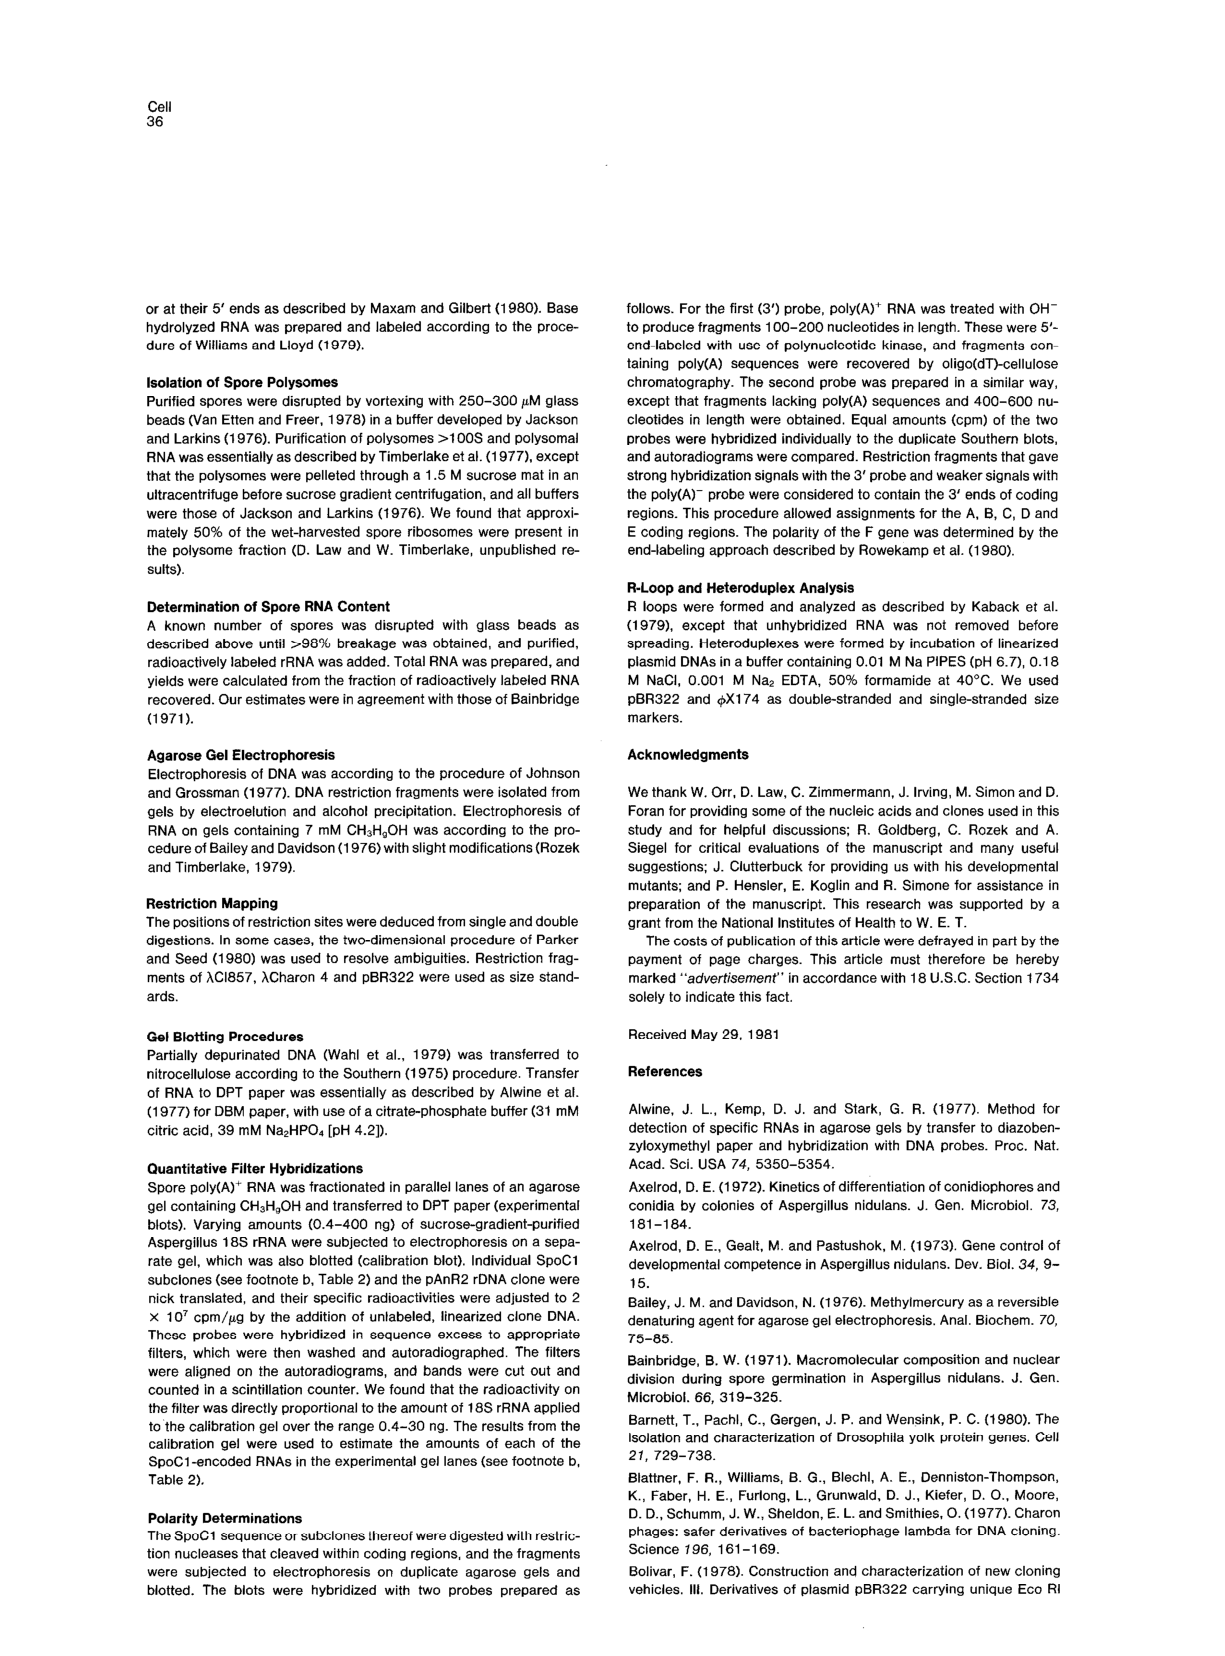 Cell
36
or at their 5′ ends as described by Maxam and Gilbert (1980). Base
hydrolyzed RNA was prepared and labeled according to the proce-
dure of Williams and Lloyd (1979).
Isolation of Spore Polysomes
Purified spores were disrupted by vortexing with 250–300 μM glass
beads (Van Etten and Freer, 1978) in a buffer developed by Jackson
and Larkins (1976). Purification of polysomes >100S and polysomal
RNA was essentially as described by Timberlake et al. (1977), except
that the polysomes were pelleted through a 1.5 M sucrose mat in an
ultracentrifuge before sucrose gradient centrifugation, and all buffers
were those of Jackson and Larkins (1976). We found that approxi-
mately 50% of the wet-harvested spore ribosomes were present in
the polysome fraction (D. Law and W. Timberlake, unpublished re-
sults).
Determination of Spore RNA Content
A known number of spores was disrupted with glass beads as
described above until >98% breakage was obtained, and purified,
radioactively labeled rRNA was added. Total RNA was prepared, and
yields were calculated from the fraction of radioactively labeled RNA
recovered. Our estimates were in agreement with those of Bainbridge
(1971).
Agarose Gel Electrophoresis
Electrophoresis of DNA was according to the procedure of Johnson
and Grossman (1977). DNA restriction fragments were isolated from
gels by electroelution and alcohol precipitation. Electrophoresis of
RNA on gels containing 7 mM CH₃HgOH was according to the pro-
cedure of Bailey and Davidson (1976) with slight modifications (Rozek
and Timberlake, 1979).
Restriction Mapping
The positions of restriction sites were deduced from single and double
digestions. In some cases, the two-dimensional procedure of Parker
and Seed (1980) was used to resolve ambiguities. Restriction frag-
ments of λCI857, λCharon 4 and pBR322 were used as size stand-
ards.
Gel Blotting Procedures
Partially depurinated DNA (Wahl et al., 1979) was transferred to
nitrocellulose according to the Southern (1975) procedure. Transfer
of RNA to DPT paper was essentially as described by Alwine et al.
(1977) for DBM paper, with use of a citrate-phosphate buffer (31 mM
citric acid, 39 mM Na₂HPO₄ [pH 4.2]).
Quantitative Filter Hybridizations
Spore poly(A)⁺ RNA was fractionated in parallel lanes of an agarose
gel containing CH₃HgOH and transferred to DPT paper (experimental
blots). Varying amounts (0.4–400 ng) of sucrose-gradient-purified
Aspergillus 18S rRNA were subjected to electrophoresis on a sepa-
rate gel, which was also blotted (calibration blot). Individual SpoC1
subclones (see footnote b, Table 2) and the pAnR2 rDNA clone were
nick translated, and their specific radioactivities were adjusted to 2
× 10⁷ cpm/μg by the addition of unlabeled, linearized clone DNA.
These probes were hybridized in sequence excess to appropriate
filters, which were then washed and autoradiographed. The filters
were aligned on the autoradiograms, and bands were cut out and
counted in a scintillation counter. We found that the radioactivity on
the filter was directly proportional to the amount of 18S rRNA applied
to the calibration gel over the range 0.4–30 ng. The results from the
calibration gel were used to estimate the amounts of each of the
SpoC1-encoded RNAs in the experimental gel lanes (see footnote b,
Table 2).
Polarity Determinations
The SpoC1 sequence or subclones thereof were digested with restric-
tion nucleases that cleaved within coding regions, and the fragments
were subjected to electrophoresis on duplicate agarose gels and
blotted. The blots were hybridized with two probes prepared as
follows. For the first (3′) probe, poly(A)⁺ RNA was treated with OH⁻
to produce fragments 100–200 nucleotides in length. These were 5′-
end-labeled with use of polynucleotide kinase, and fragments con-
taining poly(A) sequences were recovered by oligo(dT)-cellulose
chromatography. The second probe was prepared in a similar way,
except that fragments lacking poly(A) sequences and 400–600 nu-
cleotides in length were obtained. Equal amounts (cpm) of the two
probes were hybridized individually to the duplicate Southern blots,
and autoradiograms were compared. Restriction fragments that gave
strong hybridization signals with the 3′ probe and weaker signals with
the poly(A)⁻ probe were considered to contain the 3′ ends of coding
regions. This procedure allowed assignments for the A, B, C, D and
E coding regions. The polarity of the F gene was determined by the
end-labeling approach described by Rowekamp et al. (1980).
R-Loop and Heteroduplex Analysis
R loops were formed and analyzed as described by Kaback et al.
(1979), except that unhybridized RNA was not removed before
spreading. Heteroduplexes were formed by incubation of linearized
plasmid DNAs in a buffer containing 0.01 M Na PIPES (pH 6.7), 0.18
M NaCl, 0.001 M Na₂ EDTA, 50% formamide at 40°C. We used
pBR322 and φX174 as double-stranded and single-stranded size
markers.
Acknowledgments
We thank W. Orr, D. Law, C. Zimmermann, J. Irving, M. Simon and D.
Foran for providing some of the nucleic acids and clones used in this
study and for helpful discussions; R. Goldberg, C. Rozek and A.
Siegel for critical evaluations of the manuscript and many useful
suggestions; J. Clutterbuck for providing us with his developmental
mutants; and P. Hensler, E. Koglin and R. Simone for assistance in
preparation of the manuscript. This research was supported by a
grant from the National Institutes of Health to W. E. T.
The costs of publication of this article were defrayed in part by the
payment of page charges. This article must therefore be hereby
marked “advertisement” in accordance with 18 U.S.C. Section 1734
solely to indicate this fact.
Received May 29, 1981
References
Alwine, J. L., Kemp, D. J. and Stark, G. R. (1977). Method for
detection of specific RNAs in agarose gels by transfer to diazoben-
zyloxymethyl paper and hybridization with DNA probes. Proc. Nat.
Acad. Sci. USA 74, 5350–5354.
Axelrod, D. E. (1972). Kinetics of differentiation of conidiophores and
conidia by colonies of Aspergillus nidulans. J. Gen. Microbiol. 73,
181–184.
Axelrod, D. E., Gealt, M. and Pastushok, M. (1973). Gene control of
developmental competence in Aspergillus nidulans. Dev. Biol. 34, 9–
15.
Bailey, J. M. and Davidson, N. (1976). Methylmercury as a reversible
denaturing agent for agarose gel electrophoresis. Anal. Biochem. 70,
75–85.
Bainbridge, B. W. (1971). Macromolecular composition and nuclear
division during spore germination in Aspergillus nidulans. J. Gen.
Microbiol. 66, 319–325.
Barnett, T., Pachl, C., Gergen, J. P. and Wensink, P. C. (1980). The
isolation and characterization of Drosophila yolk protein genes. Cell
21, 729–738.
Blattner, F. R., Williams, B. G., Blechl, A. E., Denniston-Thompson,
K., Faber, H. E., Furlong, L., Grunwald, D. J., Kiefer, D. O., Moore,
D. D., Schumm, J. W., Sheldon, E. L. and Smithies, O. (1977). Charon
phages: safer derivatives of bacteriophage lambda for DNA cloning.
Science 196, 161–169.
Bolivar, F. (1978). Construction and characterization of new cloning
vehicles. III. Derivatives of plasmid pBR322 carrying unique Eco RI